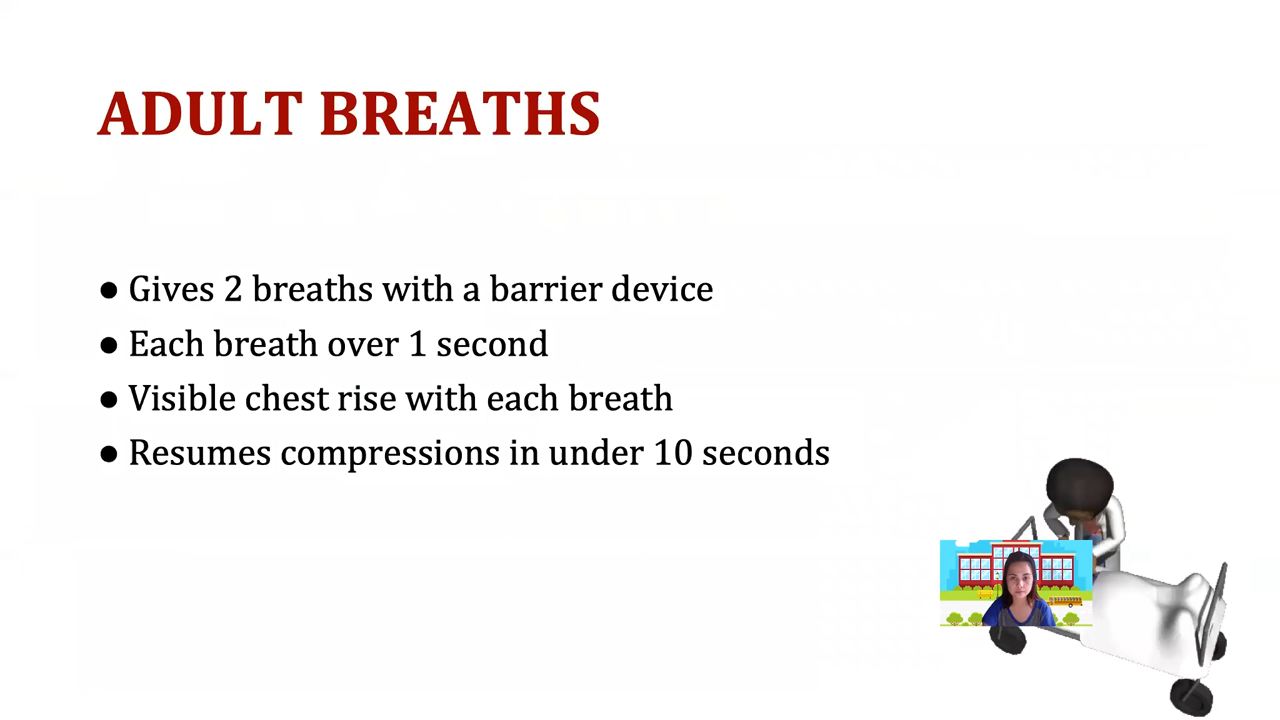 ADULT BREATHS
● Gives 2 breaths with a barrier device
● Each breath over 1 second
● Visible chest rise with each breath
● Resumes compressions in under 10 seconds